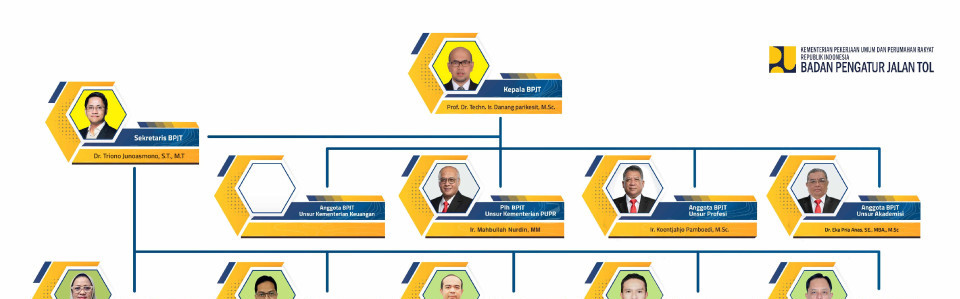 KEMENTERIAN PEKERJAAN UMUM DAN PERUMAHAN RAKYAT
REPUBLIK INDONESIA
BADAN PENGATUR JALAN TOL
Kepala BPJT
Prof. Dr. Techn. Ir. Danang parikesit, M.Sc.
Sekretaris BPJT
Dr. Triono Junoasmono, S.T., M.T
Anggota BPJT
Unsur Kementerian Keuangan
Plh BPJT
Unsur Kementerian PUPR
Ir. Mahbullah Nurdin, MM
Anggota BPJT
Unsur Profesi
Ir. Koentjahjo Pamboedi, M.Sc.
Anggota BPJT
Unsur Akademisi
Dr. Eka Pria Anas, SE., MBA., M.Sc